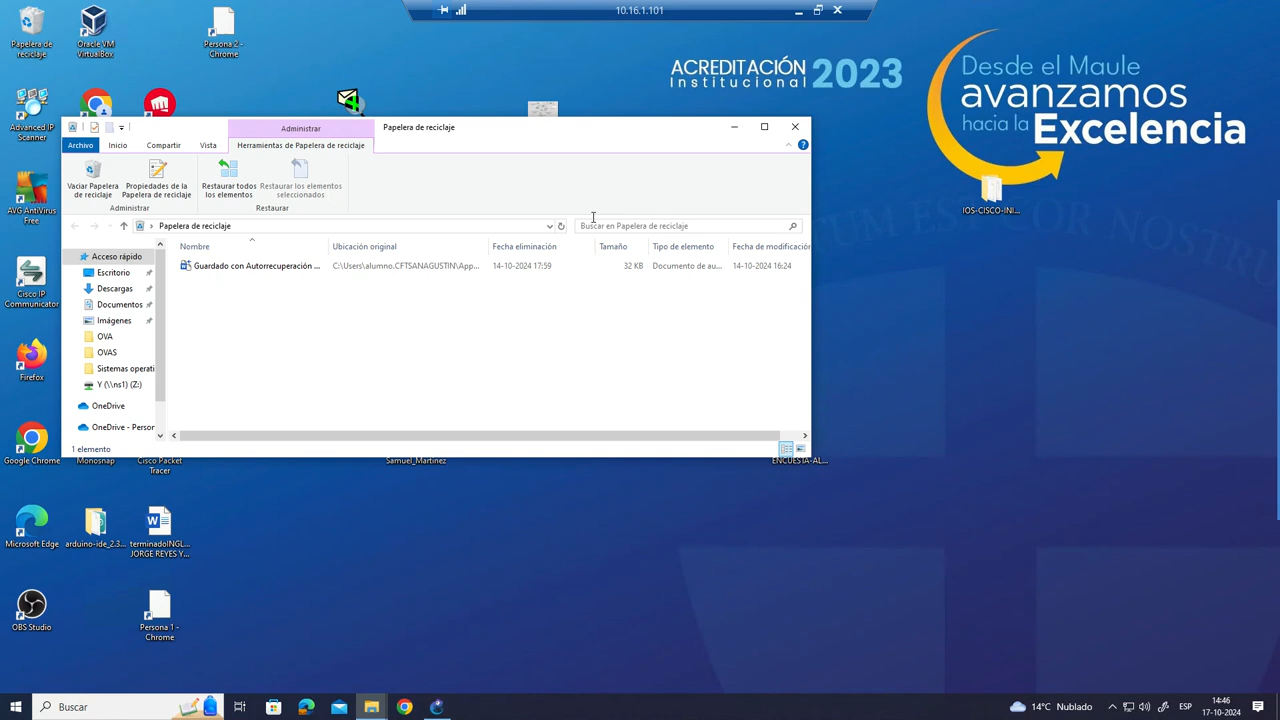 10.16.1.101
Papelera de
reciclaje
Oracle VM
VirtualBox
Persona 2 -
Chrome
ACREDITACIÓN
Institucional 2023
Desde el Maule
avanzamos
hacia la Excelencia
Advanced IP
Scanner
AVG AntiVirus
Free
Cisco IP
Communicator
Firefox
Google Chrome
Monosnap
Cisco Packet
Tracer
Samuel_Martinez
ENCUESTA-AL...
IOS-CISCO-INI...
Microsoft Edge
arduino-ide_2.3...
terminadoINGL...
JORGE REYES Y...
OBS Studio
Persona 1 -
Chrome
Administrar
Papelera de reciclaje
Archivo
Inicio
Compartir
Vista
Herramientas de Papelera de reciclaje
Vaciar Papelera
de reciclaje
Propiedades de la
Papelera de reciclaje
Restaurar todos
los elementos
Restaurar los elementos
seleccionados
Administrar
Restaurar
Papelera de reciclaje
Buscar en Papelera de reciclaje
Nombre
Ubicación original
Fecha eliminación
Tamaño
Tipo de elemento
Fecha de modificación
Guardado con Autorrecuperación ...
C:\Users\alumno.CFTSANAGUSTIN\App...
14-10-2024 17:59
32 KB
Documento de au...
14-10-2024 16:24
Acceso rápido
Escritorio
Descargas
Documentos
Imágenes
OVA
OVAS
Sistemas operati
Y (\\ns1) (Z:)
OneDrive
OneDrive - Person
1 elemento
Buscar
14°C Nublado
ESP
14:46
17-10-2024